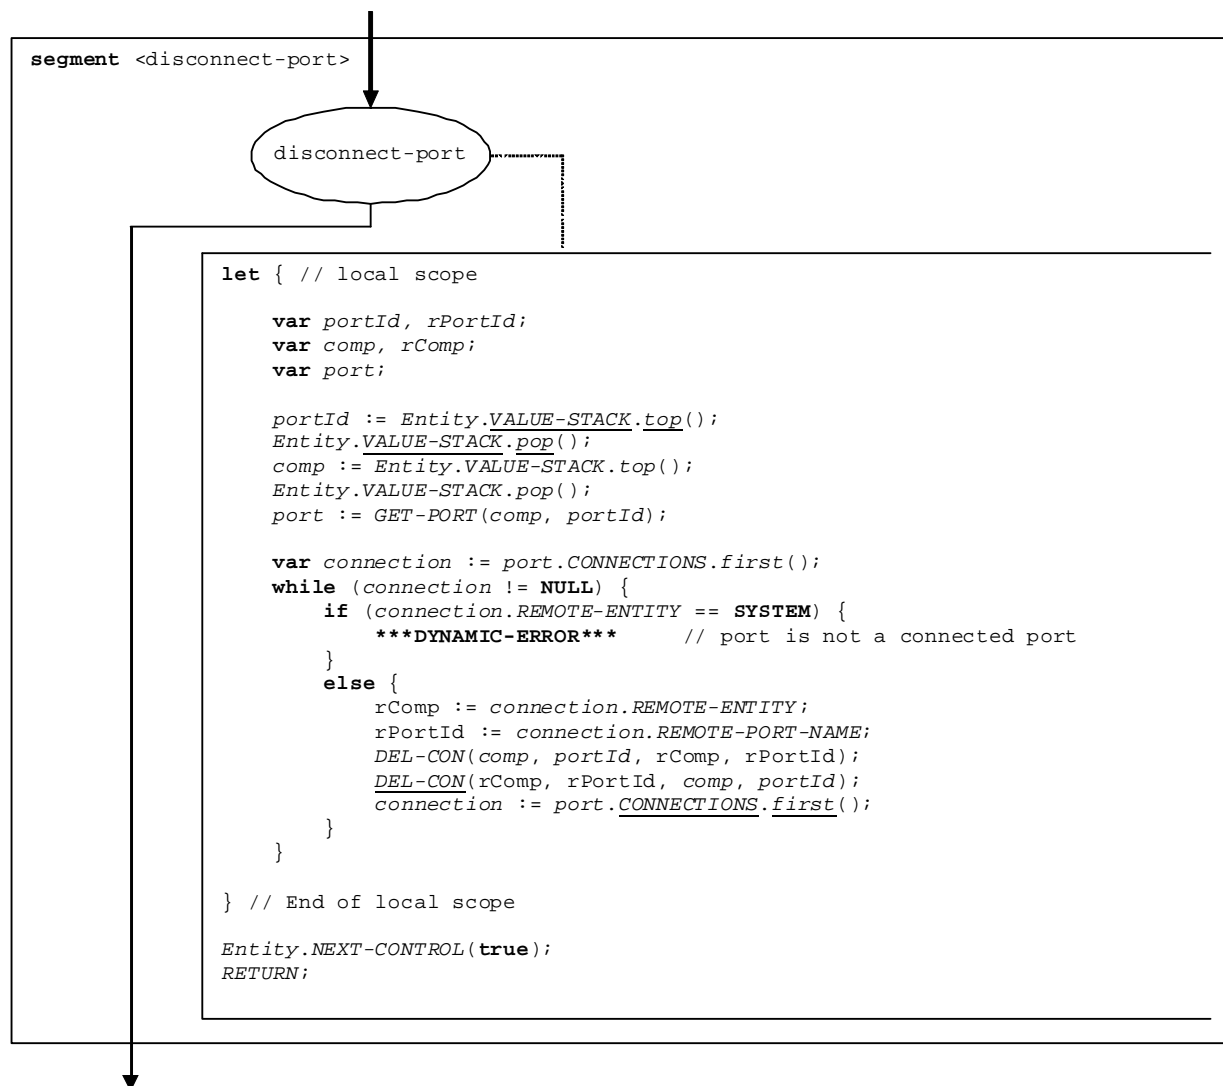 segment <disconnect-port>
disconnect-port
let { // local scope
var portId, rPortId;
var comp, rComp;
var port;
portId := Entity.VALUE-STACK.top();
Entity.VALUE-STACK.pop();
comp := Entity.VALUE-STACK.top();
Entity.VALUE-STACK.pop();
port := GET-PORT(comp, portId);
var connection := port.CONNECTIONS.first();
while (connection != NULL) {
if (connection.REMOTE-ENTITY == SYSTEM) {
***DYNAMIC-ERROR*** // port is not a connected port
}
else {
rComp := connection.REMOTE-ENTITY;
rPortId := connection.REMOTE-PORT-NAME;
DEL-CON(comp, portId, rComp, rPortId);
DEL-CON(rComp, rPortId, comp, portId);
connection := port.CONNECTIONS.first();
}
}
} // End of local scope
Entity.NEXT-CONTROL(true);
RETURN;